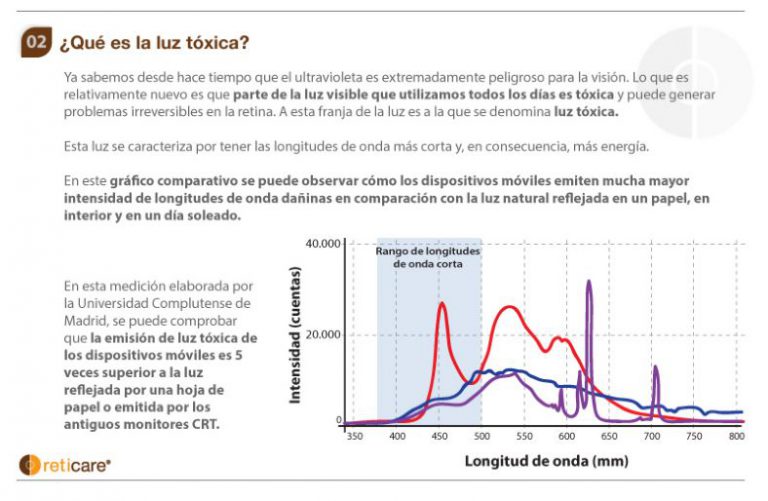 02 ¿Qué es la luz tóxica?
Ya sabemos desde hace tiempo que el ultravioleta es extremadamente peligroso para la visión. Lo que es
relativamente nuevo es que parte de la luz visible que utilizamos todos los días es tóxica y puede generar
problemas irreversibles en la retina. A esta franja de la luz es a la que se denomina luz tóxica.
Esta luz se caracteriza por tener las longitudes de onda más corta y, en consecuencia, más energía.
En este gráfico comparativo se puede observar cómo los dispositivos móviles emiten mucha mayor
intensidad de longitudes de onda dañinas en comparación con la luz natural reflejada en un papel, en
interior y en un día soleado.
En esta medición elaborada por
la Universidad Complutense de
Madrid, se puede comprobar
que la emisión de luz tóxica de
los dispositivos móviles es 5
veces superior a la luz
reflejada por una hoja de
papel o emitida por los
antiguos monitores CRT.
reticare®
Intensidad (cuentas)
40.000
20.000
0
Rango de longitudes
de onda corta
350 400 450 500 550 600 650 700 750 800
Longitud de onda (mm)